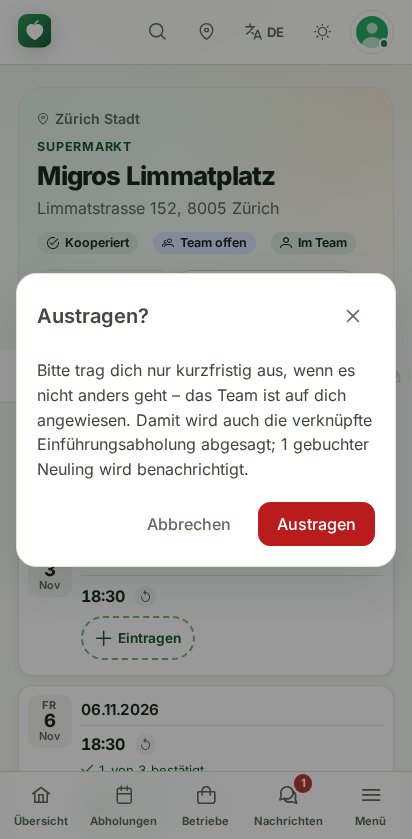 DE
Zürich Stadt
SUPERMARKT
Migros Limmatplatz
Limmatstrasse 152, 8005 Zürich
Kooperiert
Team offen
Im Team
Austragen?
Bitte trag dich nur kurzfristig aus, wenn es
nicht anders geht – das Team ist auf dich
angewiesen. Damit wird auch die verknüpfte
Einführungsabholung abgesagt; 1 gebuchter
Neuling wird benachrichtigt.
Abbrechen
Austragen
3
Nov
18:30
Eintragen
FR
6
Nov
06.11.2026
18:30
1 von 3 bestätigt
1
Übersicht
Abholungen
Betriebe
Nachrichten
Menü